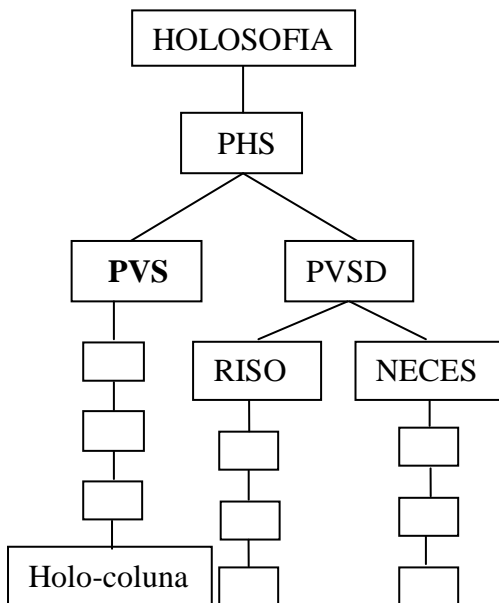 HOLOSOFIA
PHS
PVS
PVSD
RISO
NECES
Holo-coluna